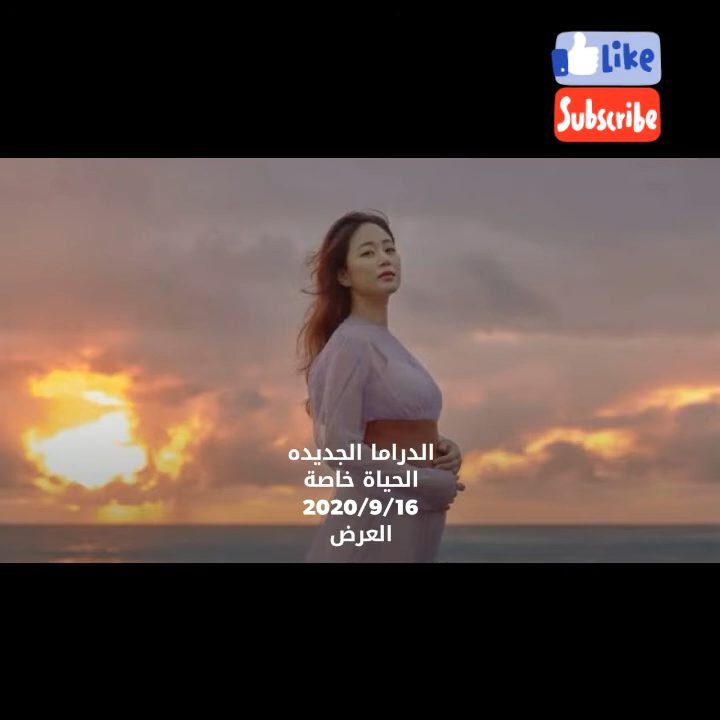 Like
Subscribe
الدراما الجديده
الحياة خاصة
2020/9/16
العرض